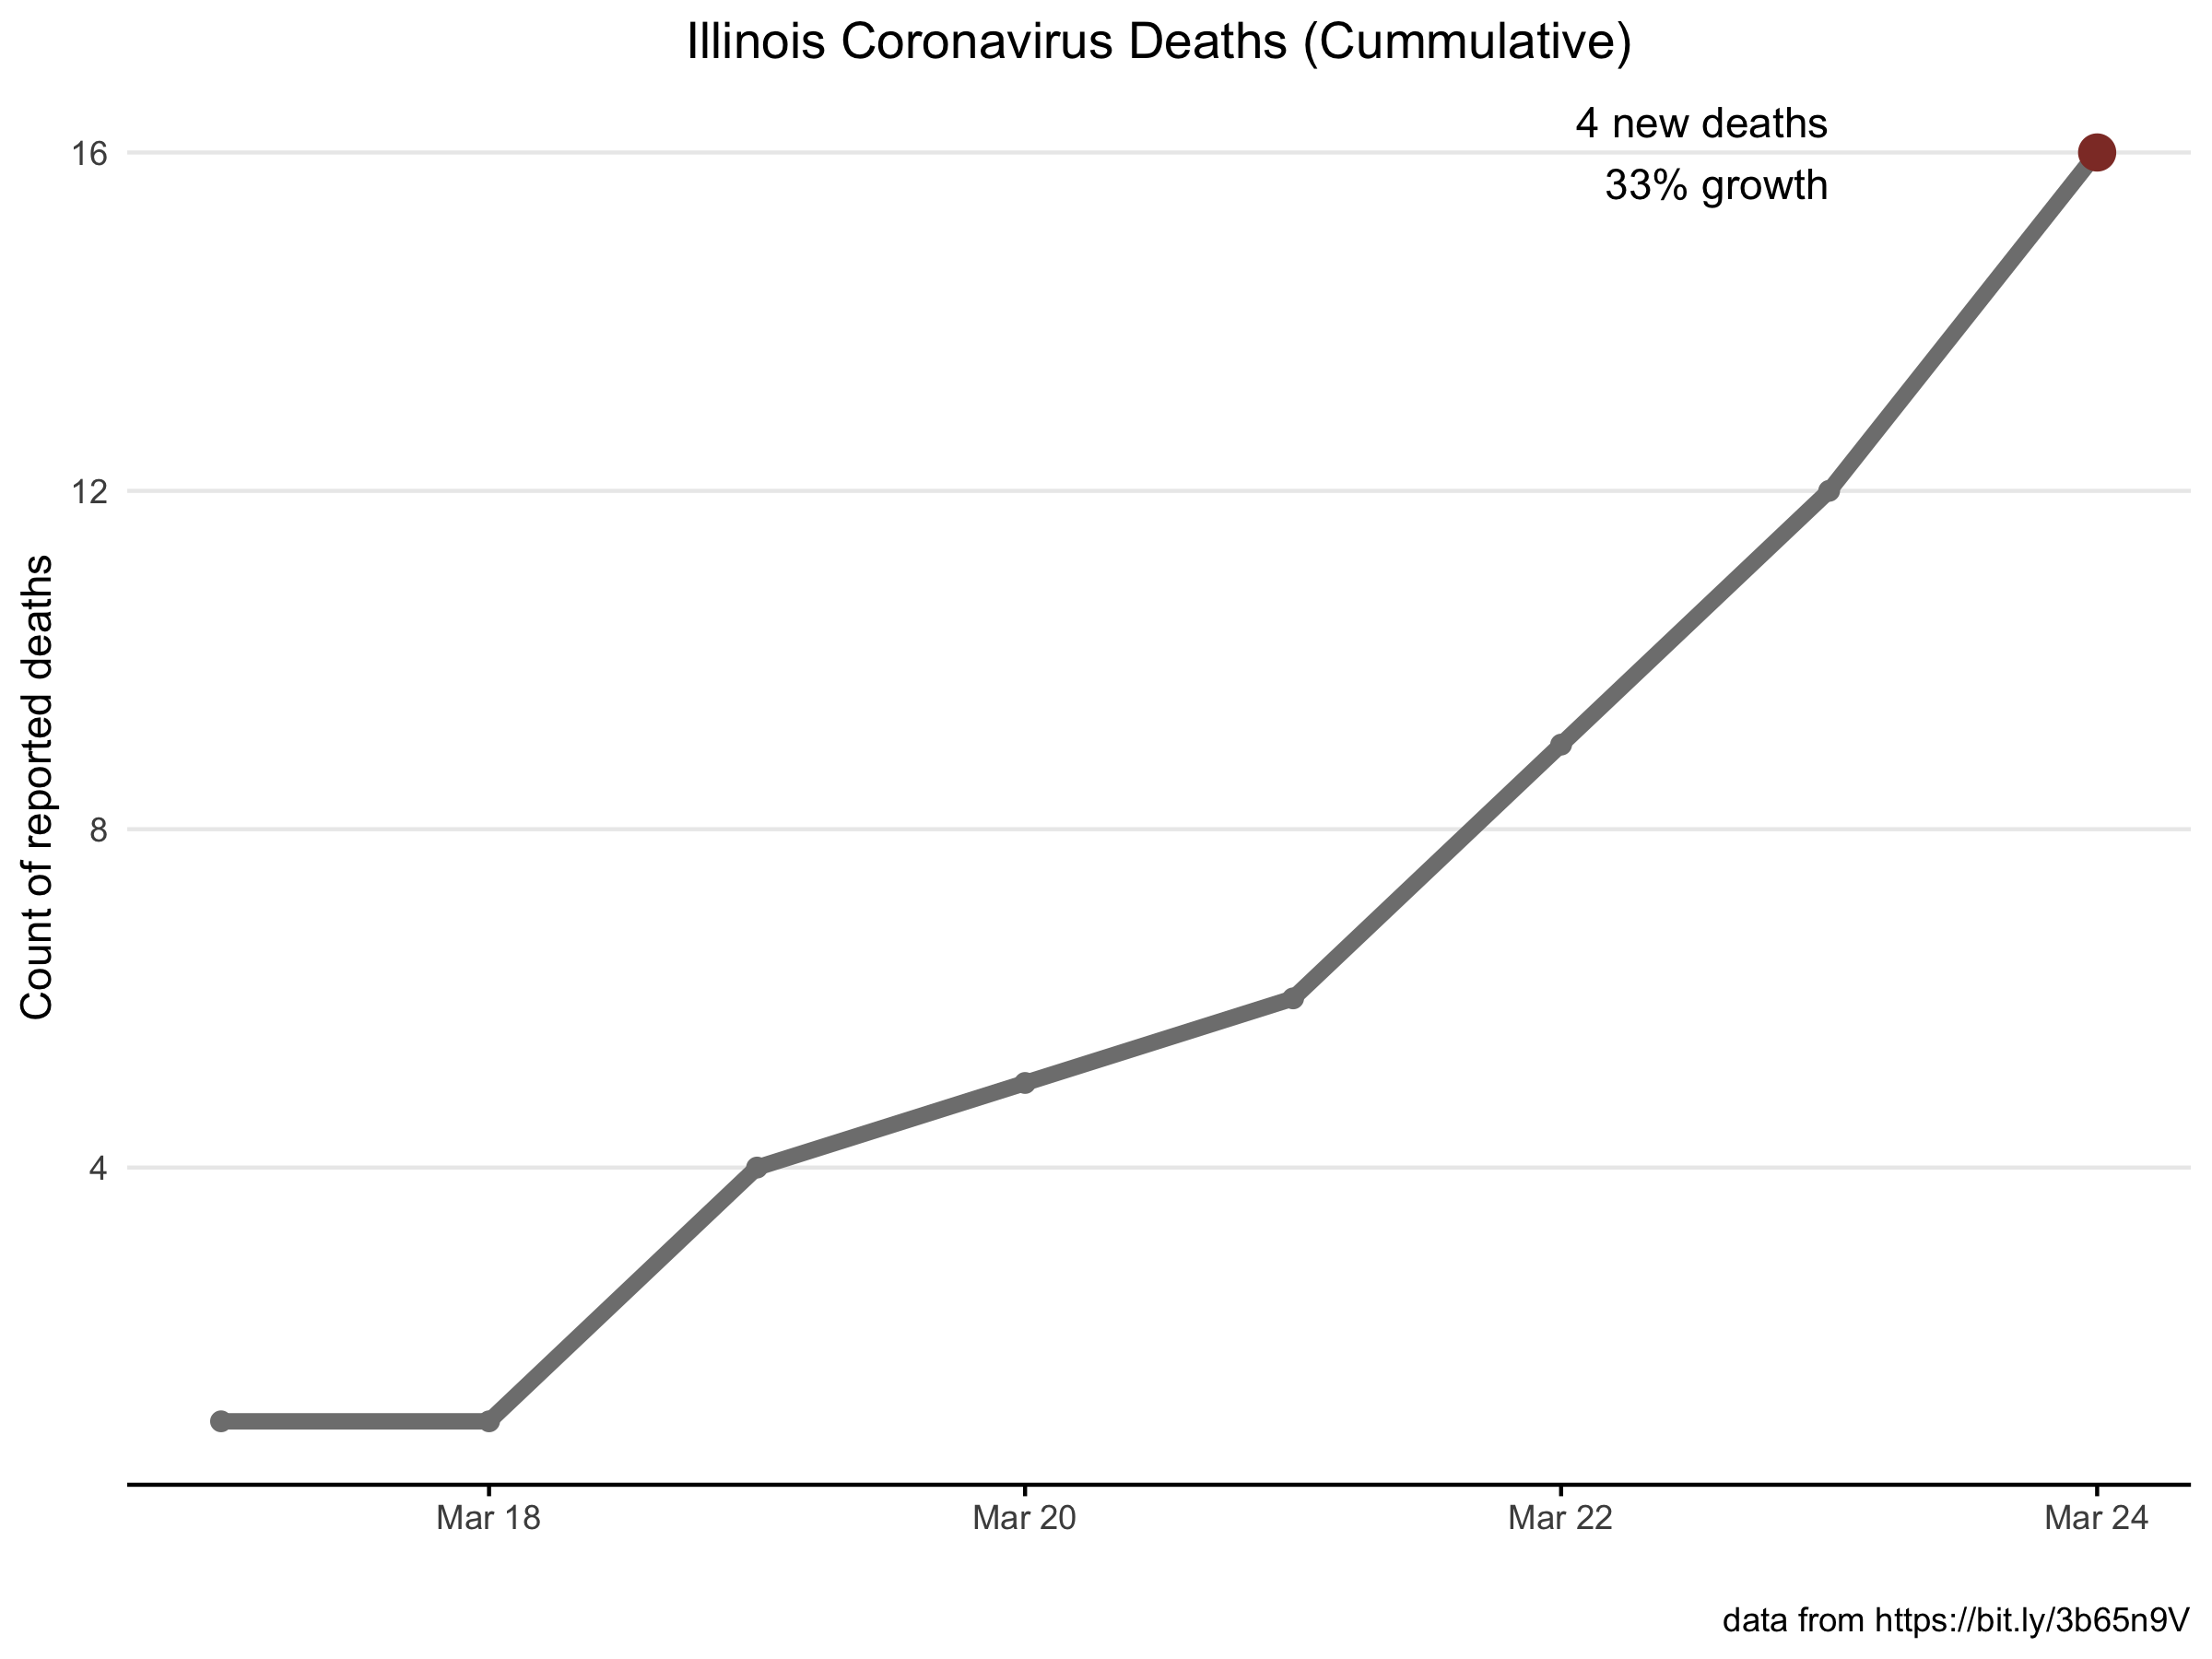 Illinois Coronavirus Deaths (Cummulative)
4 new deaths
33% growth
16
12
8
4
Count of reported deaths
Mar 18
Mar 20
Mar 22
Mar 24
data from https://bit.ly/3b65n9V